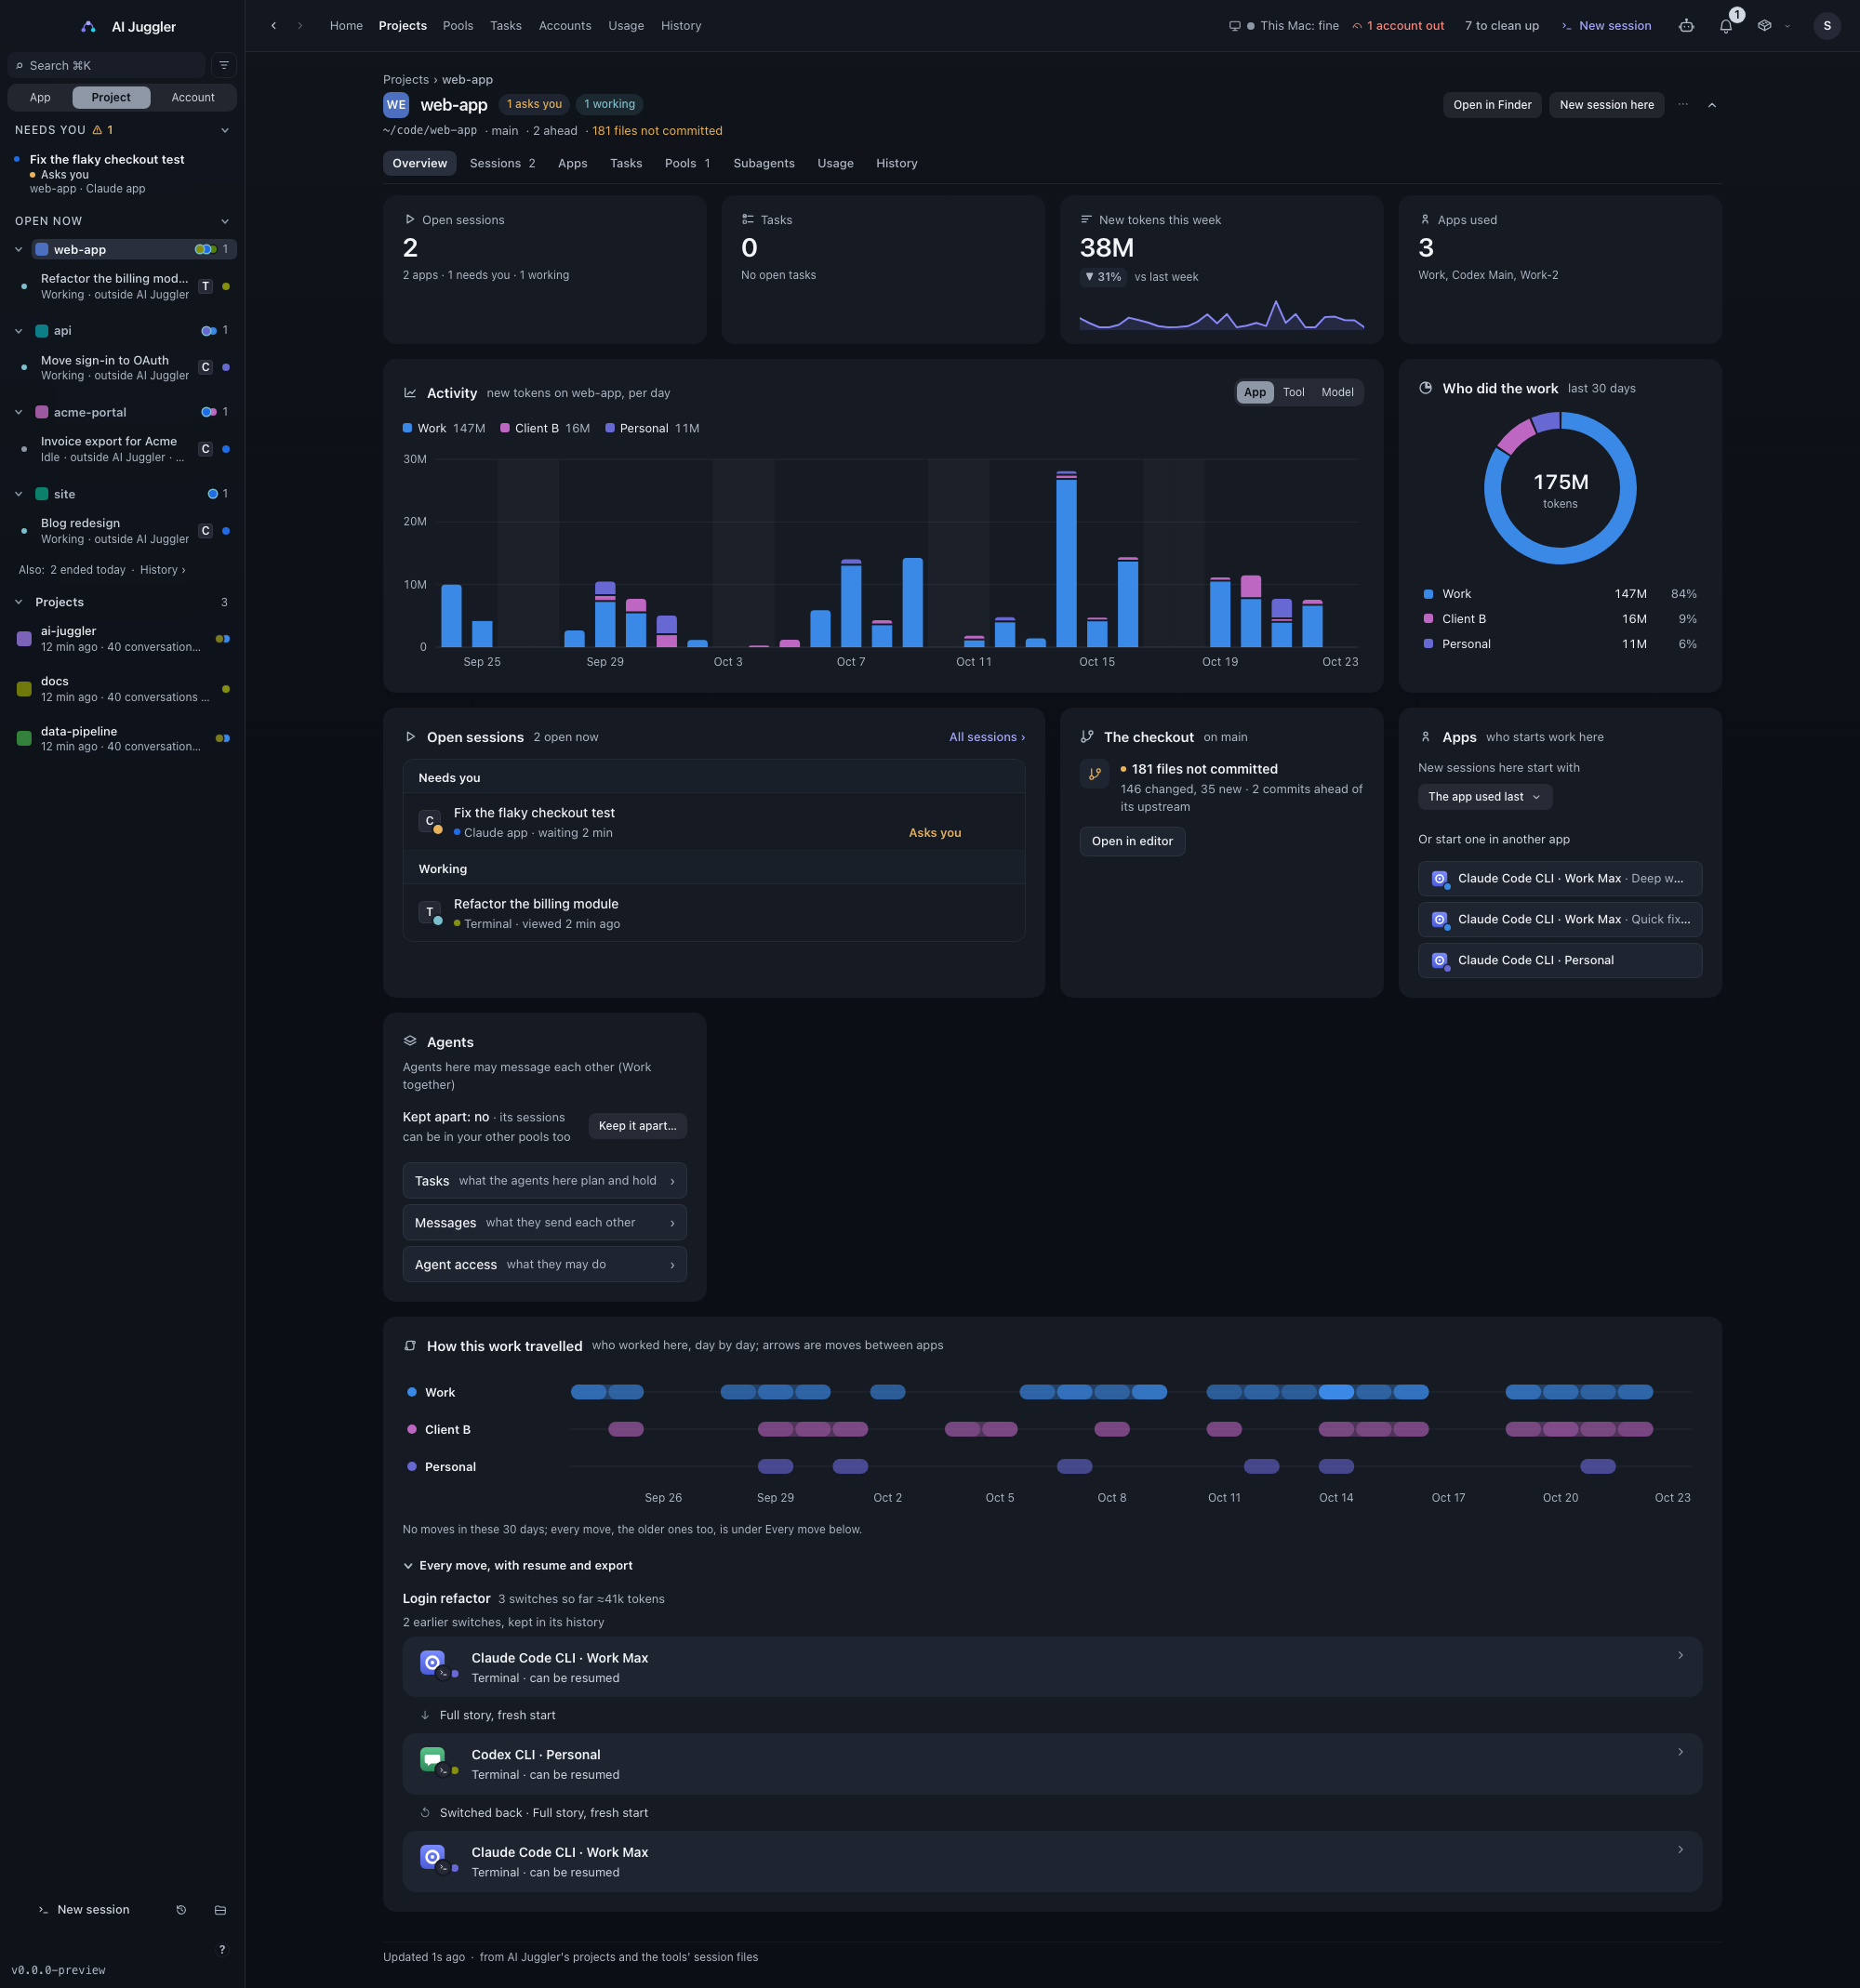 AI Juggler
Search ⌘K
App Project Account
NEEDS YOU 1
Fix the flaky checkout test
Asks you
web-app · Claude app
OPEN NOW
web-app 1
Refactor the billing mod... T
Working · outside AI Juggler
api 1
Move sign-in to OAuth C
Working · outside AI Juggler
acme-portal 1
Invoice export for Acme C
Idle · outside AI Juggler · ...
site 1
Blog redesign C
Working · outside AI Juggler
Also: 2 ended today · History ›
Projects 3
ai-juggler
12 min ago · 40 conversation...
docs
12 min ago · 40 conversations ...
data-pipeline
12 min ago · 40 conversation...
New session
?
v0.0.0-preview
Home Projects Pools Tasks Accounts Usage History
This Mac: fine 1 account out 7 to clean up New session 1 S
Projects › web-app
WE web-app 1 asks you 1 working
Open in Finder New session here ...
~/code/web-app · main · 2 ahead · 181 files not committed
Overview Sessions 2 Apps Tasks Pools 1 Subagents Usage History
Open sessions
2
2 apps · 1 needs you · 1 working
Tasks
0
No open tasks
New tokens this week
38M
▼ 31% vs last week
Apps used
3
Work, Codex Main, Work-2
Activity new tokens on web-app, per day
App Tool Model
Work 147M Client B 16M Personal 11M
30M
20M
10M
0
Sep 25 Sep 29 Oct 3 Oct 7 Oct 11 Oct 15 Oct 19 Oct 23
Who did the work last 30 days
175M
tokens
Work 147M 84%
Client B 16M 9%
Personal 11M 6%
Open sessions 2 open now All sessions ›
Needs you
C Fix the flaky checkout test
Claude app · waiting 2 min Asks you
Working
T Refactor the billing module
Terminal · viewed 2 min ago
The checkout on main
181 files not committed
146 changed, 35 new · 2 commits ahead of
its upstream
Open in editor
Apps who starts work here
New sessions here start with
The app used last
Or start one in another app
Claude Code CLI · Work Max · Deep w...
Claude Code CLI · Work Max · Quick fix...
Claude Code CLI · Personal
Agents
Agents here may message each other (Work
together)
Kept apart: no · its sessions
can be in your other pools too
Keep it apart...
Tasks what the agents here plan and hold ›
Messages what they send each other ›
Agent access what they may do ›
How this work travelled who worked here, day by day; arrows are moves between apps
Work
Client B
Personal
Sep 26 Sep 29 Oct 2 Oct 5 Oct 8 Oct 11 Oct 14 Oct 17 Oct 20 Oct 23
No moves in these 30 days; every move, the older ones too, is under Every move below.
Every move, with resume and export
Login refactor 3 switches so far ≈41k tokens
2 earlier switches, kept in its history
Claude Code CLI · Work Max
Terminal · can be resumed
↓ Full story, fresh start
Codex CLI · Personal
Terminal · can be resumed
Switched back · Full story, fresh start
Claude Code CLI · Work Max
Terminal · can be resumed
Updated 1s ago · from AI Juggler's projects and the tools' session files